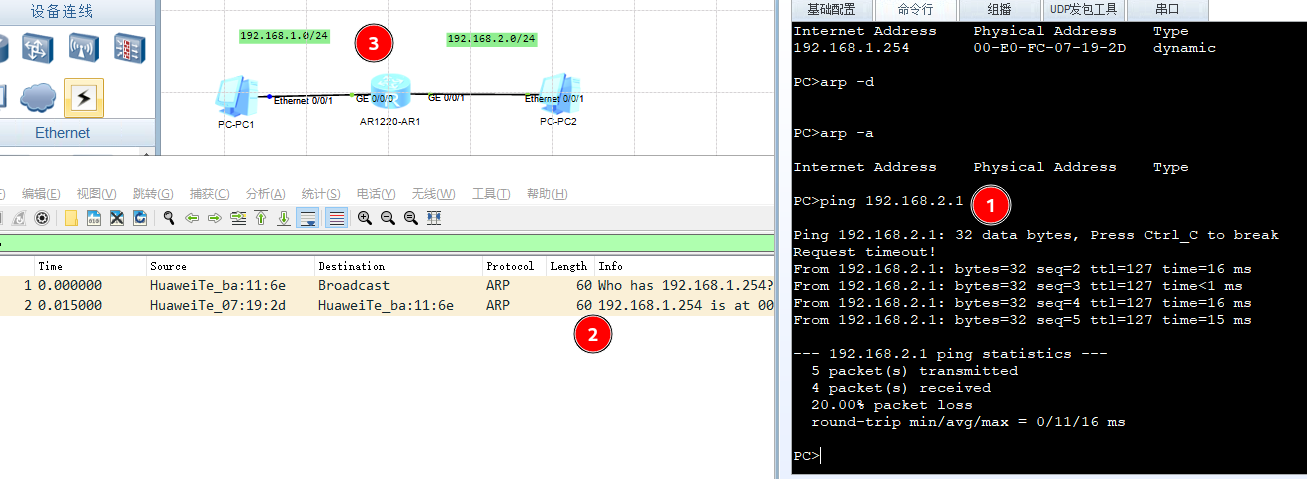 设备连线
Ethernet
192.168.1.0/24
3
192.168.2.0/24
Ethernet 0/0/1
GE 0/0/0
GE 0/0/1
Ethernet 0/0/1
PC-PC1
AR1220-AR1
PC-PC2
编辑(E) 视图(V) 跳转(G) 捕获(C) 分析(A) 统计(S) 电话(Y) 无线(W) 工具(T) 帮助(H)
Time Source Destination Protocol Length Info
1 0.000000 HuaweiTe_ba:11:6e Broadcast ARP 60 Who has 192.168.1.254?
2 0.015000 HuaweiTe_07:19:2d HuaweiTe_ba:11:6e ARP 60 192.168.1.254 is at 00
2
基础配置 命令行 组播 UDP发包工具 串口
Internet Address Physical Address Type
192.168.1.254 00-E0-FC-07-19-2D dynamic
PC>arp -d
PC>arp -a
Internet Address Physical Address Type
PC>ping 192.168.2.1
1
Ping 192.168.2.1: 32 data bytes, Press Ctrl_C to break
Request timeout!
From 192.168.2.1: bytes=32 seq=2 ttl=127 time=16 ms
From 192.168.2.1: bytes=32 seq=3 ttl=127 time<1 ms
From 192.168.2.1: bytes=32 seq=4 ttl=127 time=16 ms
From 192.168.2.1: bytes=32 seq=5 ttl=127 time=15 ms
--- 192.168.2.1 ping statistics ---
5 packet(s) transmitted
4 packet(s) received
20.00% packet loss
round-trip min/avg/max = 0/11/16 ms
PC>